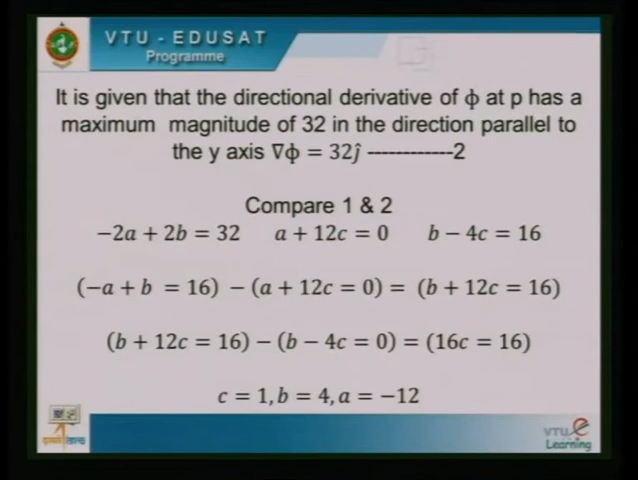 VTU - EDUSAT
Programme
It is given that the directional derivative of ϕ at p has a
maximum magnitude of 32 in the direction parallel to
the y axis ∇ϕ = 32ĵ ------------2
Compare 1 & 2
−2a + 2b = 32 a + 12c = 0 b − 4c = 16
(−a + b = 16) − (a + 12c = 0) = (b + 12c = 16)
(b + 12c = 16) − (b − 4c = 0) = (16c = 16)
c = 1, b = 4, a = −12
VTU e
Learning